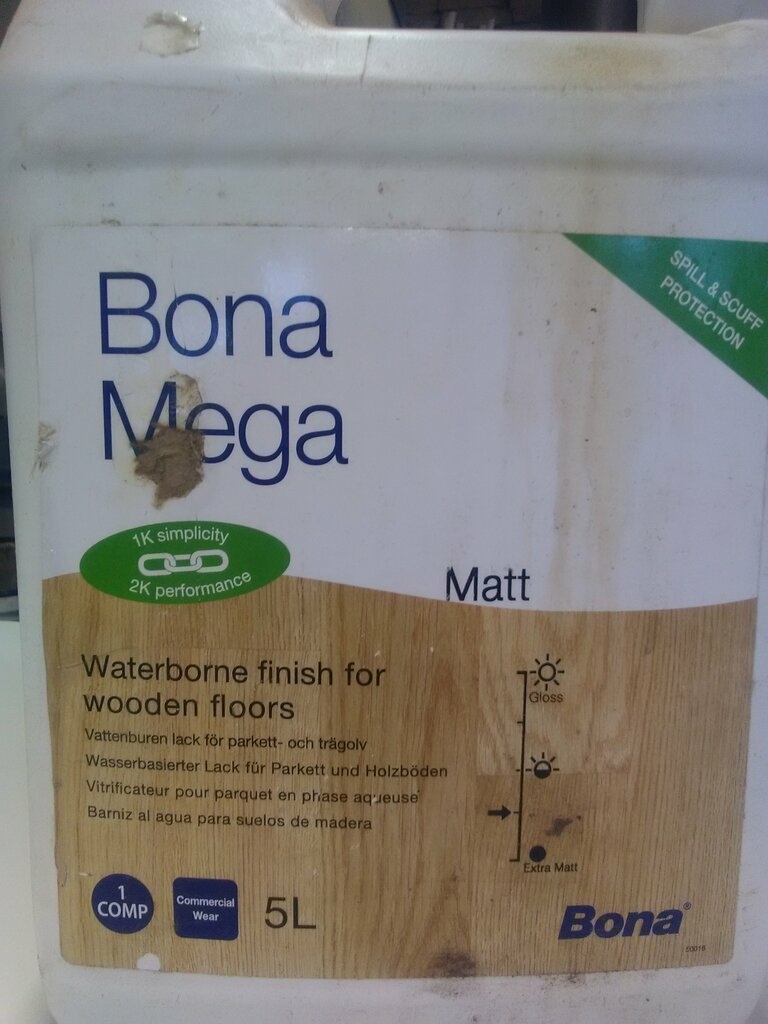 SPILL & SCUFF
PROTECTION
Bona
Mega
1K simplicity
2K performance
Matt
Waterborne finish for
wooden floors
Vattenburen lack för parkett- och trägolv
Wasserbasierter Lack für Parkett und Holzböden
Vitrificateur pour parquet en phase aqueuse
Barniz al agua para suelos de madera
Gloss
Extra Matt
1
COMP
Commercial
Wear
5L
Bona®